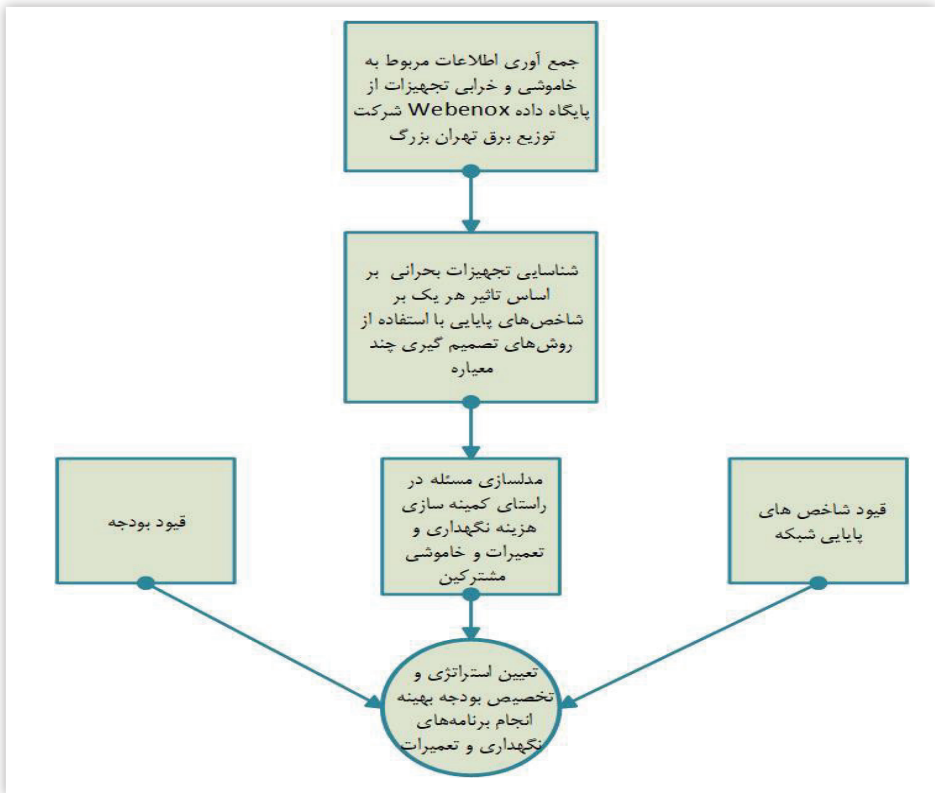 جمع آوری اطلاعات مربوط به
خاموشی و خرابی تجهیزات از
پایگاه داده Webenox شرکت
توزیع برق تهران بزرگ
شناسایی تجهیزات بحرانی بر
اساس تاثیر هر یک بر
شاخص‌های پایایی با استفاده از
روش‌های تصمیم گیری چند
معیاره
قیود شاخص های
پایایی شبکه
مدلسازی مسئله در
راستای کمینه سازی
هزینه نگهداری و
تعمیرات و خاموشی
مشترکین
قیود بودجه
تعیین استراتژی و
تخصیص بودجه بهینه
انجام برنامه‌های
نگهداری و تعمیرات